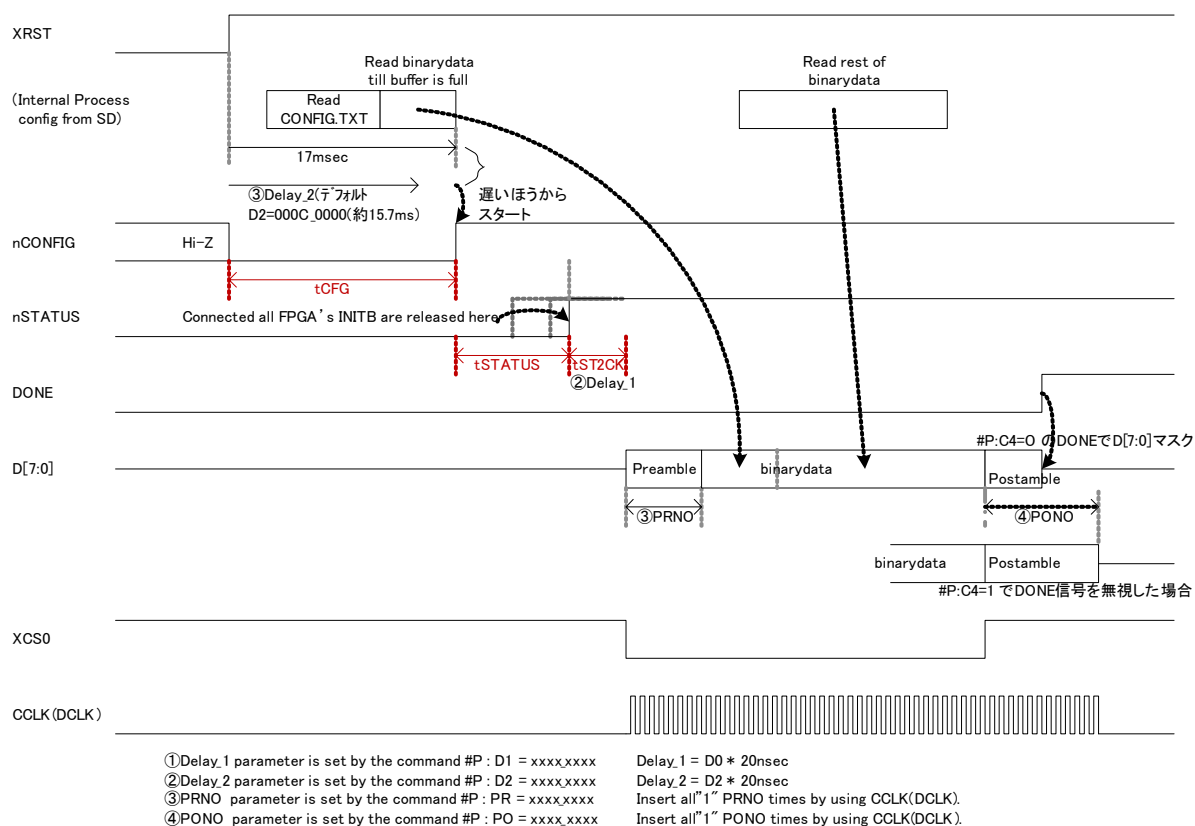 XRST
Read binarydata
till buffer is full
Read rest of
binarydata
(Internal Process
config from SD)
Read
CONFIG.TXT
17msec
③Delay_2(デフォルト
D2=000C_0000(約15.7ms)
遅いほうから
スタート
nCONFIG
Hi-Z
tCFG
nSTATUS
Connected all FPGA's INITB are released here
tSTATUS
tST2CK
②Delay_1
DONE
#P:C4=0 のDONEでD[7:0]マスク
D[7:0]
Preamble
binarydata
Postamble
③PRNO
④PONO
binarydata
Postamble
#P:C4=1 でDONE信号を無視した場合
XCS0
CCLK(DCLK)
①Delay_1 parameter is set by the command #P : D1 = xxxx_xxxx Delay_1 = D0 * 20nsec
②Delay_2 parameter is set by the command #P : D2 = xxxx_xxxx Delay_2 = D2 * 20nsec
③PRNO parameter is set by the command #P : PR = xxxx_xxxx Insert all"1" PRNO times by using CCLK(DCLK).
④PONO parameter is set by the command #P : PO = xxxx_xxxx Insert all"1" PONO times by using CCLK(DCLK).